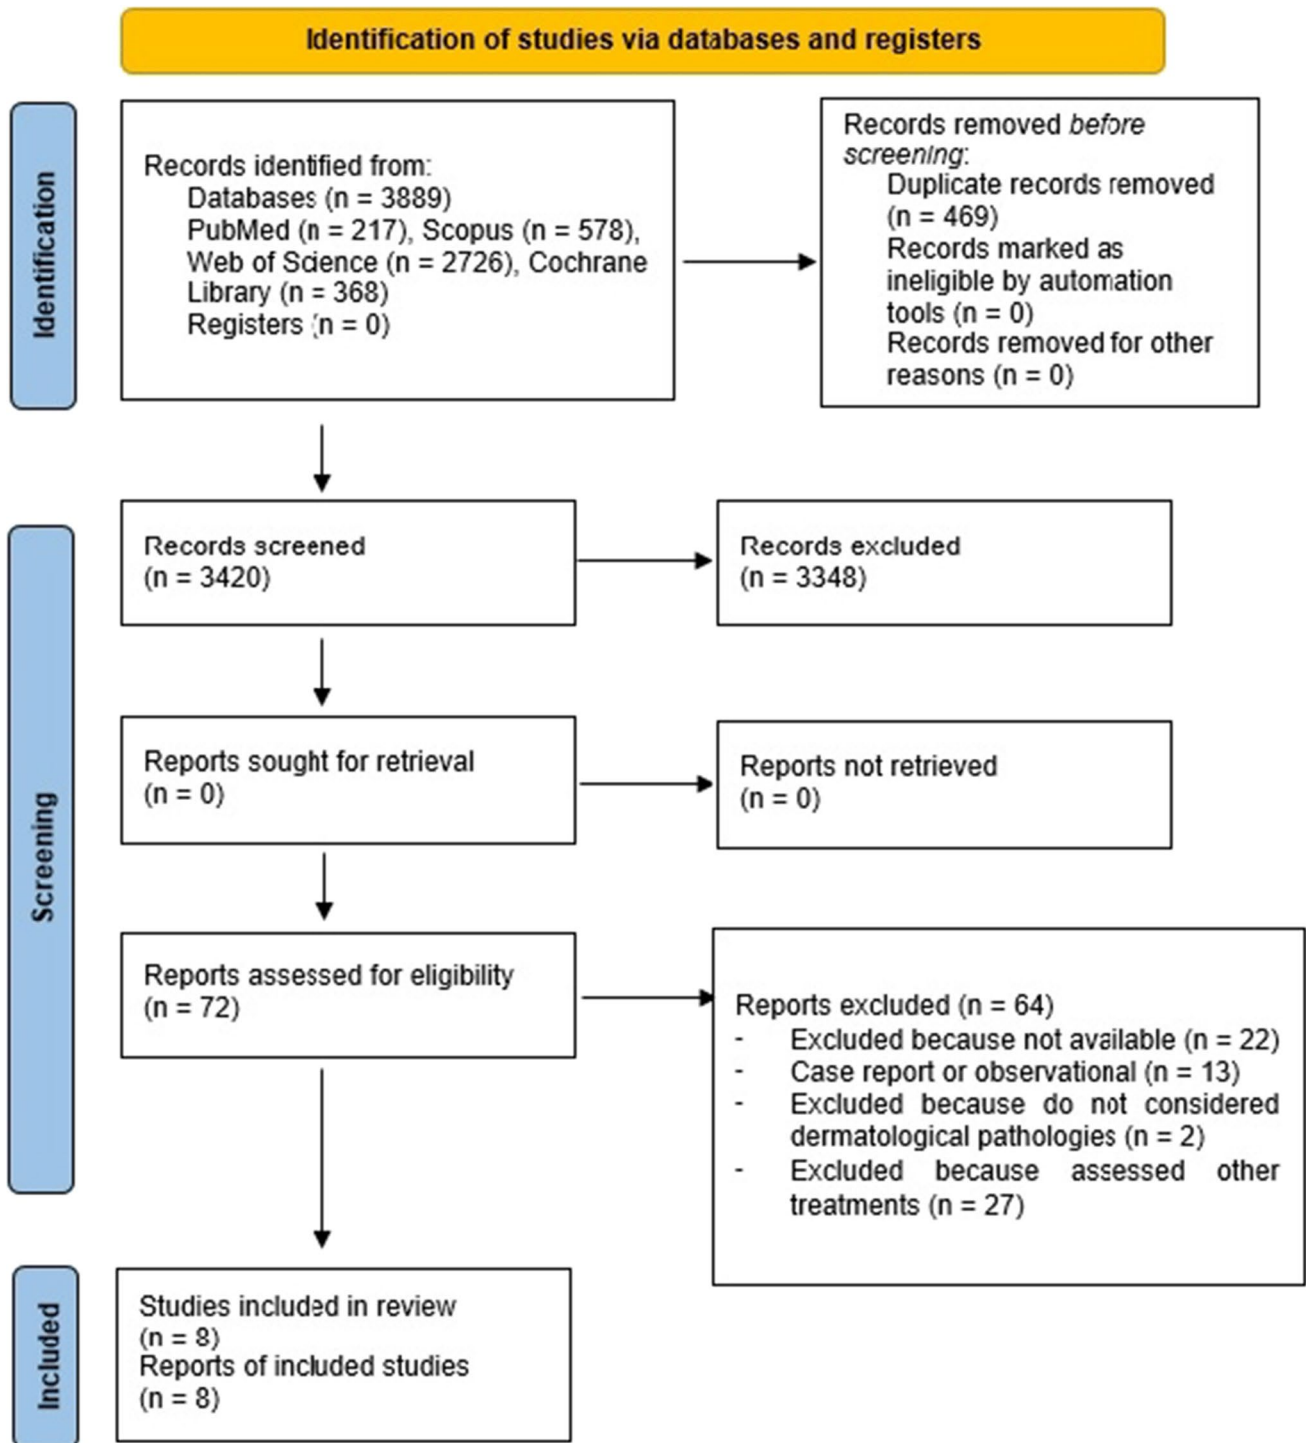 Identification of studies via databases and registers
Identification
Records identified from:
Databases (n = 3889)
PubMed (n = 217), Scopus (n = 578),
Web of Science (n = 2726), Cochrane
Library (n = 368)
Registers (n = 0)
Records removed before
screening:
Duplicate records removed
(n = 469)
Records marked as
ineligible by automation
tools (n = 0)
Records removed for other
reasons (n = 0)
Screening
Records screened
(n = 3420)
Records excluded
(n = 3348)
Reports sought for retrieval
(n = 0)
Reports not retrieved
(n = 0)
Reports assessed for eligibility
(n = 72)
Reports excluded (n = 64)
- Excluded because not available (n = 22)
- Case report or observational (n = 13)
- Excluded because do not considered
dermatological pathologies (n = 2)
- Excluded because assessed other
treatments (n = 27)
Included
Studies included in review
(n = 8)
Reports of included studies
(n = 8)